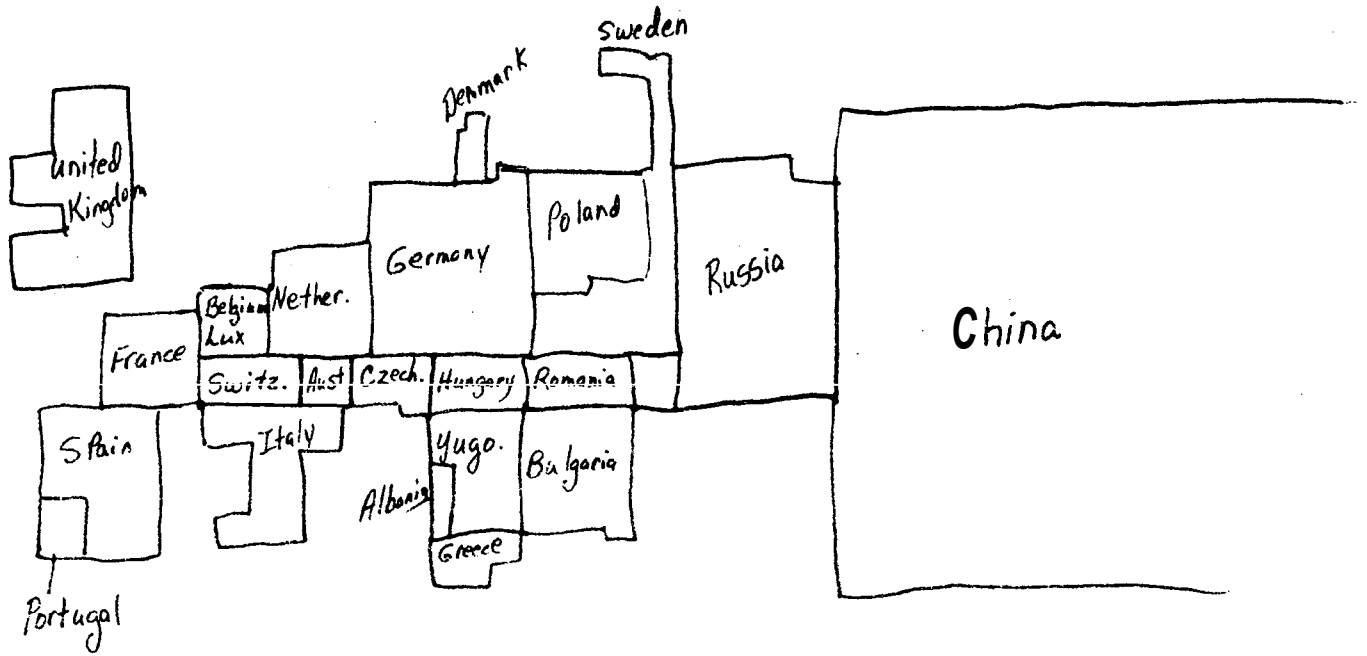 Sweden
Denmark
United
Kingdom
Poland
Germany
Russia
Nether.
Belgium
Lux
France
China
Switz.
Aust
Czech.
Hungary
Romania
Spain
Italy
Yugo.
Bulgaria
Albania
Greece
Portugal